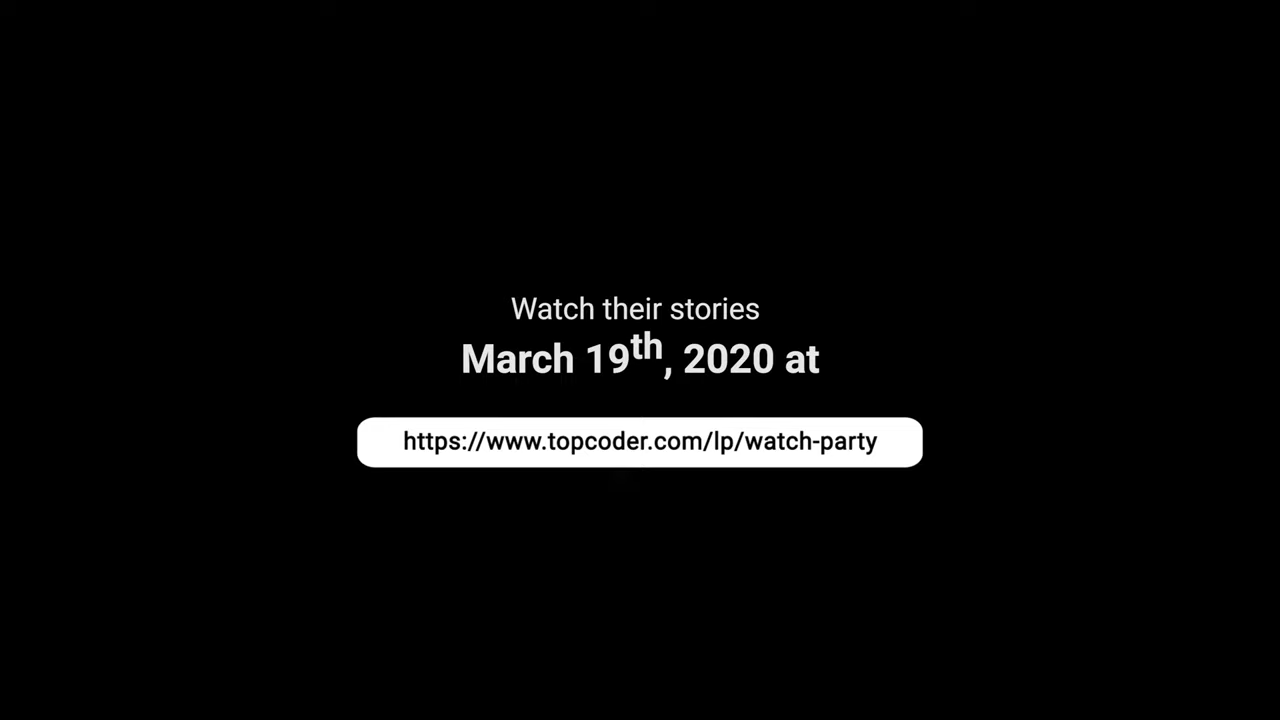 Watch their stories
March 19th, 2020 at
https://www.topcoder.com/lp/watch-party